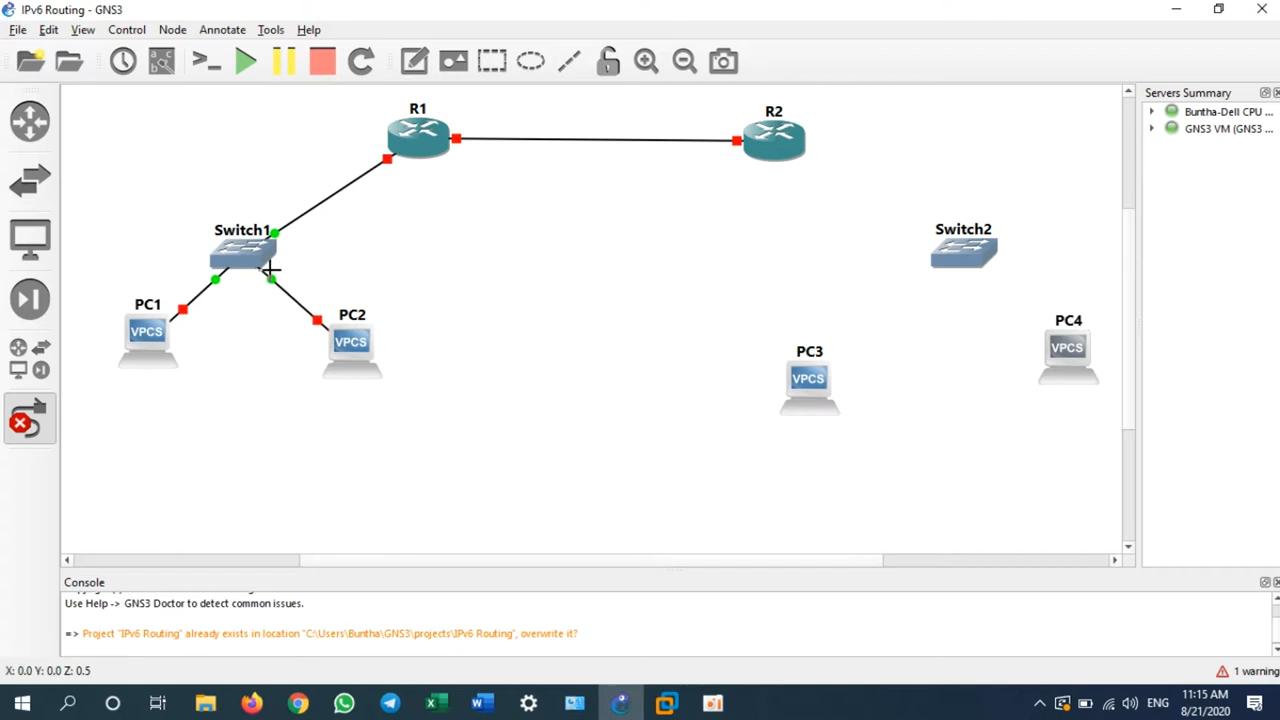 IPv6 Routing - GNS3
File Edit View Control Node Annotate Tools Help
Servers Summary
Buntha-Dell CPU ...
GNS3 VM (GNS3 ...
R1
R2
Switch1
Switch2
PC1
VPCS
PC2
VPCS
PC3
VPCS
PC4
VPCS
Console
Use Help -> GNS3 Doctor to detect common issues.
=> Project "IPv6 Routing" already exists in location "C:\Users\Buntha\GNS3\projects\IPv6 Routing", overwrite it?
X: 0.0 Y: 0.0 Z: 0.5
1 warning
ENG
11:15 AM
8/21/2020